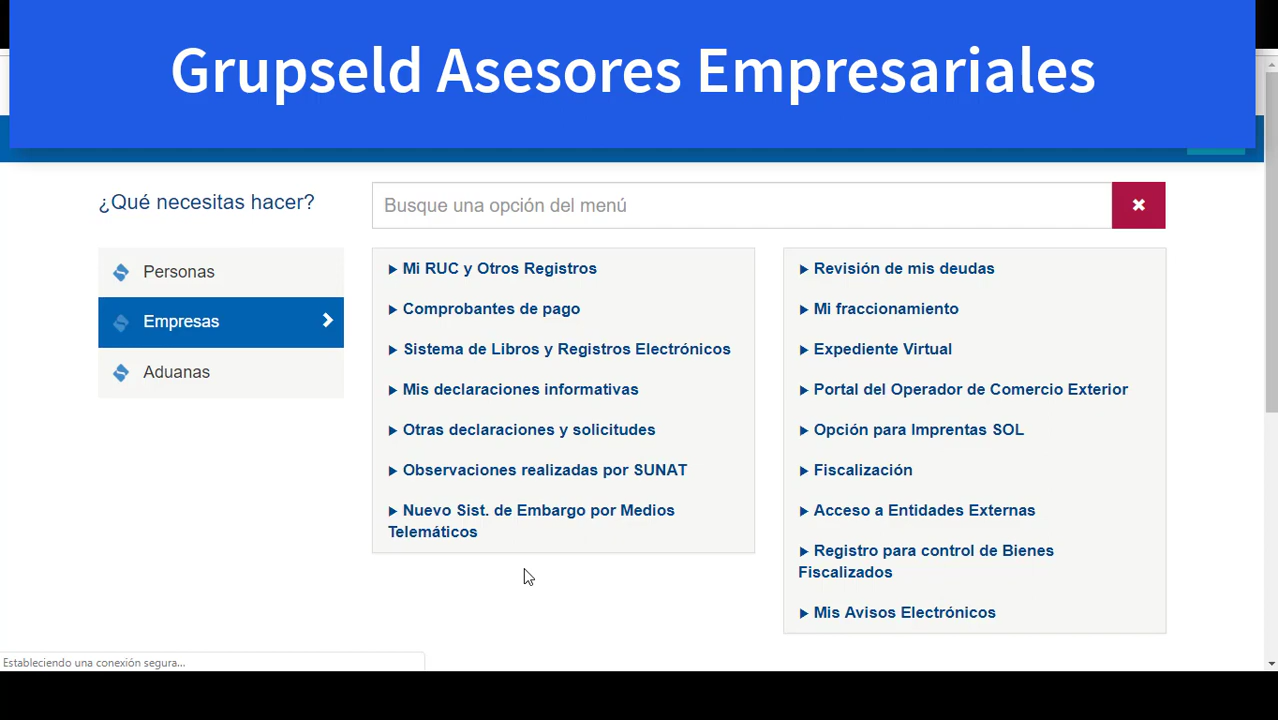 Grupseld Asesores Empresariales
¿Qué necesitas hacer?
Busque una opción del menú
Personas
Empresas
Aduanas
Mi RUC y Otros Registros
Comprobantes de pago
Sistema de Libros y Registros Electrónicos
Mis declaraciones informativas
Otras declaraciones y solicitudes
Observaciones realizadas por SUNAT
Nuevo Sist. de Embargo por Medios
Telemáticos
Revisión de mis deudas
Mi fraccionamiento
Expediente Virtual
Portal del Operador de Comercio Exterior
Opción para Imprentas SOL
Fiscalización
Acceso a Entidades Externas
Registro para control de Bienes
Fiscalizados
Mis Avisos Electrónicos
Estableciendo una conexión segura...